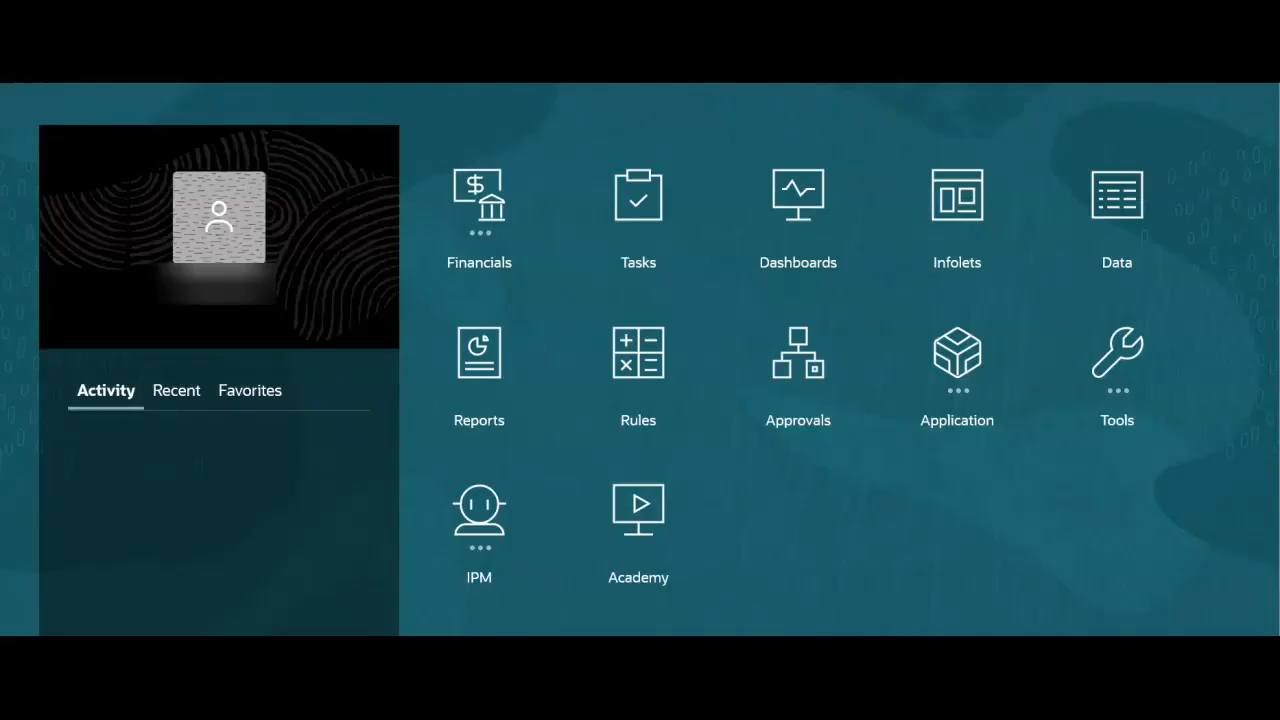 Financials
Tasks
Dashboards
Infolets
Data
Reports
Rules
Approvals
Application
Tools
Activity Recent Favorites
IPM
Academy